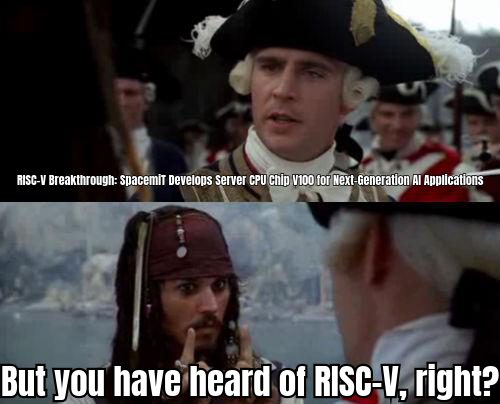 RISC-V Breakthrough: SpacemiT Develops Server CPU Chip V100 for Next-Generation AI Applications
But you have heard of RISC-V, right?